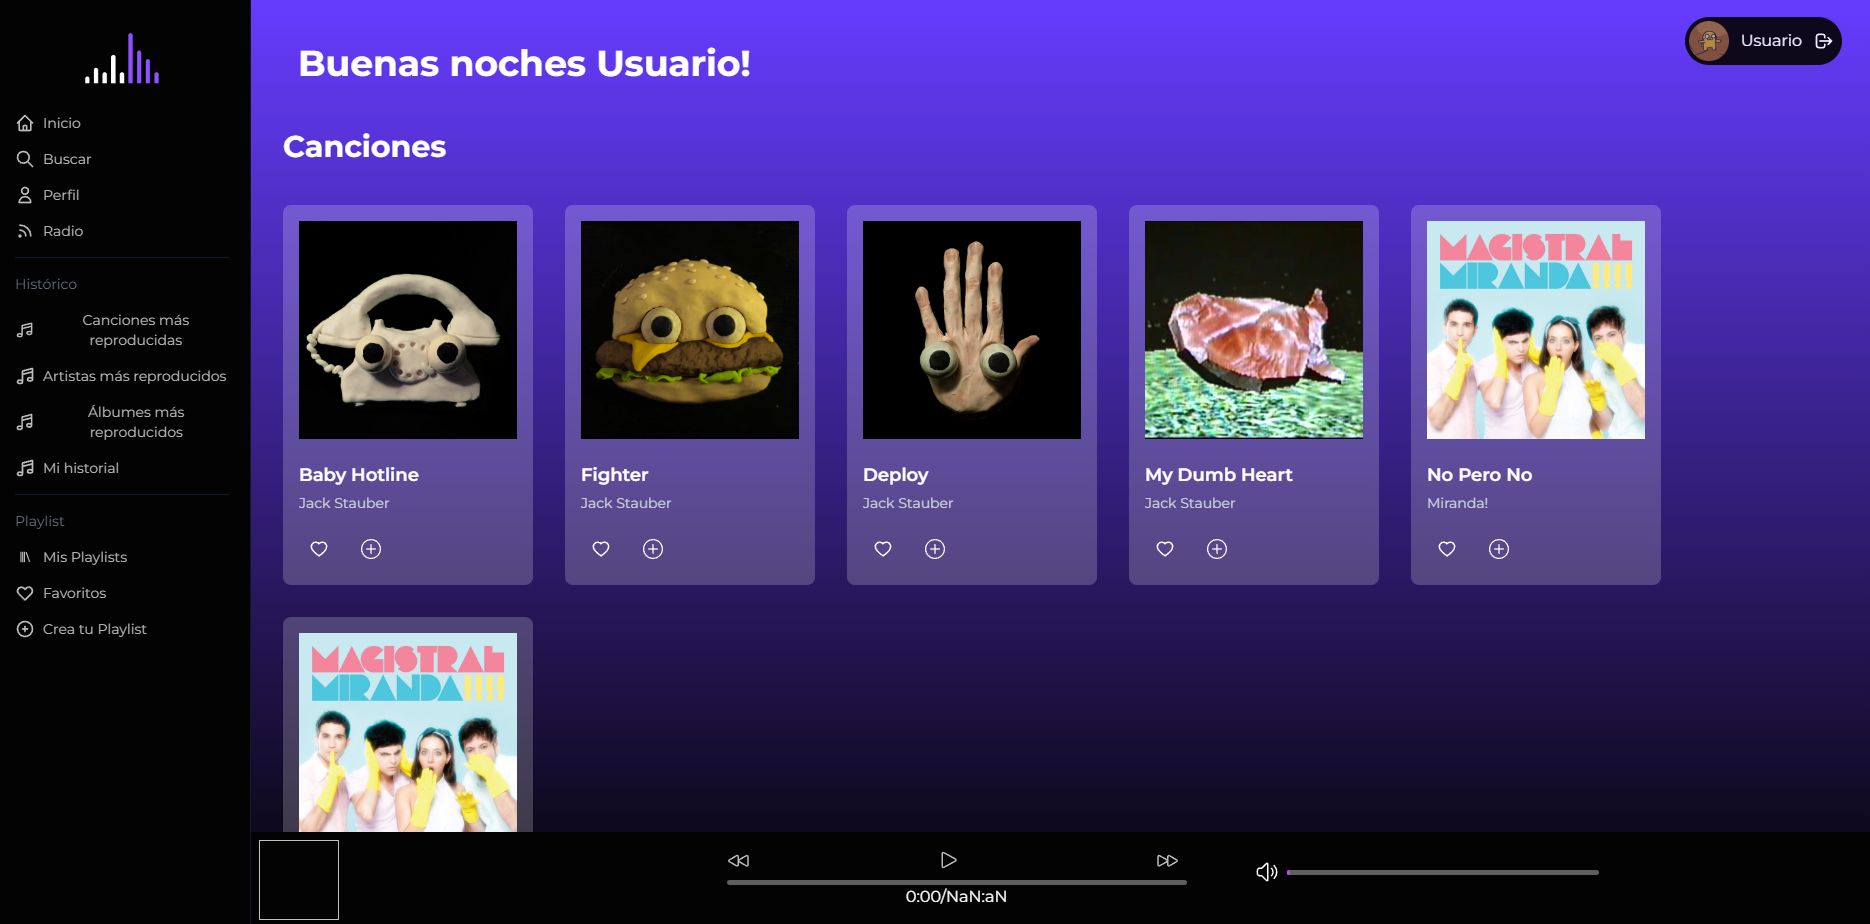 Inicio
Buscar
Perfil
Radio
Histórico
Canciones más
reproducidas
Artistas más reproducidos
Álbumes más
reproducidos
Mi historial
Playlist
Mis Playlists
Favoritos
Crea tu Playlist
Buenas noches Usuario!
Usuario
Canciones
MAGISTRAL
MIRANDA!!!!
Baby Hotline
Jack Stauber
Fighter
Jack Stauber
Deploy
Jack Stauber
My Dumb Heart
Jack Stauber
No Pero No
Miranda!
MAGISTRAL
MIRANDA!!!!
0:00/NaN:aN